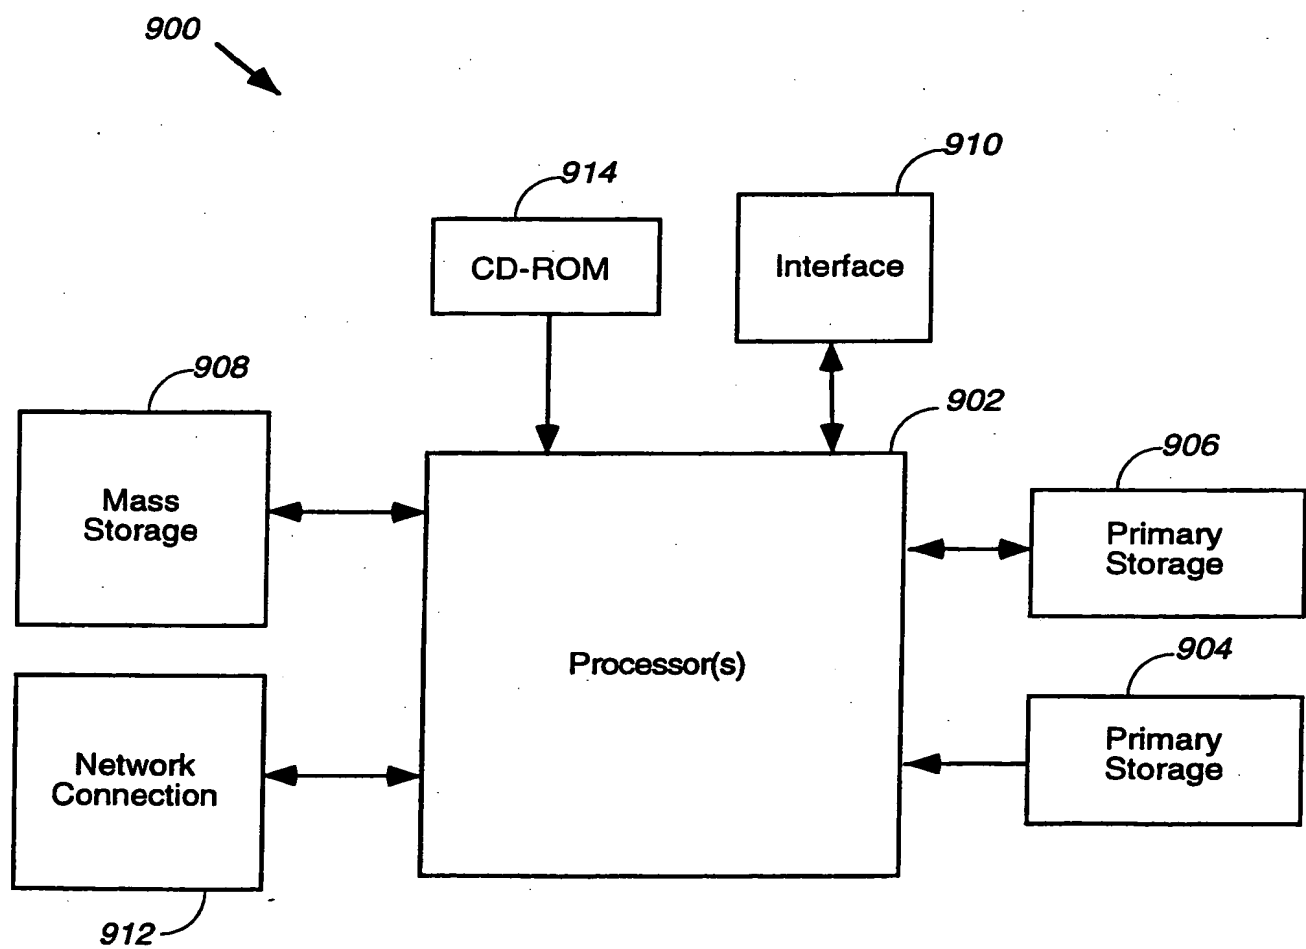 900
914
910
CD-ROM
Interface
908
902
906
Mass
Storage
Primary
Storage
Processor(s)
904
Primary
Storage
Network
Connection
912